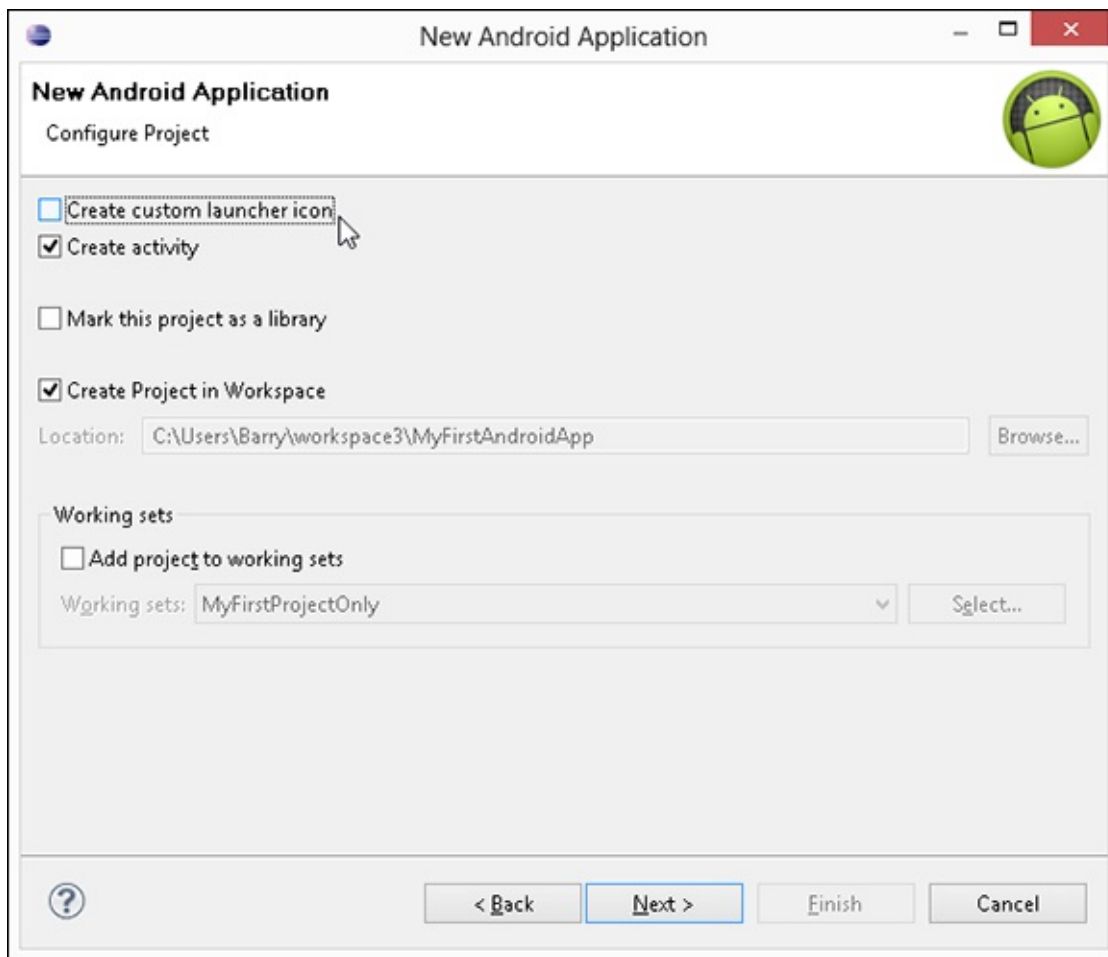 New Android Application
New Android Application
Configure Project
Create custom launcher icon
Create activity
Mark this project as a library
Create Project in Workspace
Location: C:\Users\Barry\workspace3\MyFirstAndroidApp Browse...
Working sets
Add project to working sets
Working sets: MyFirstProjectOnly Select...
? < Back Next > Finish Cancel